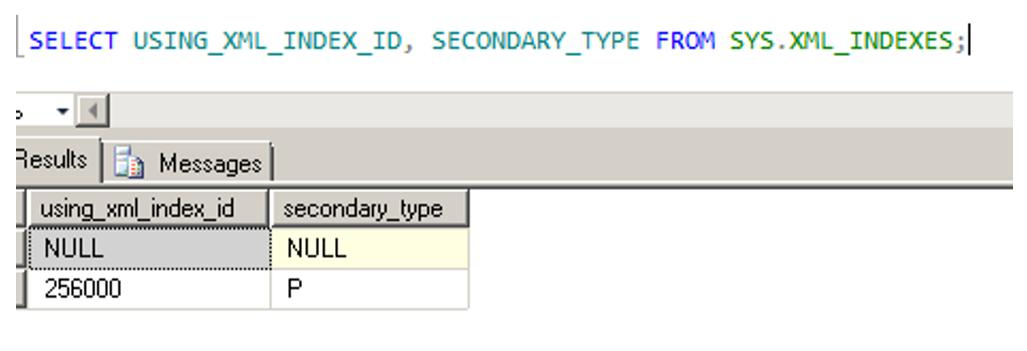 SELECT USING_XML_INDEX_ID, SECONDARY_TYPE FROM SYS.XML_INDEXES;
Results Messages
using_xml_index_id secondary_type
NULL NULL
256000 P